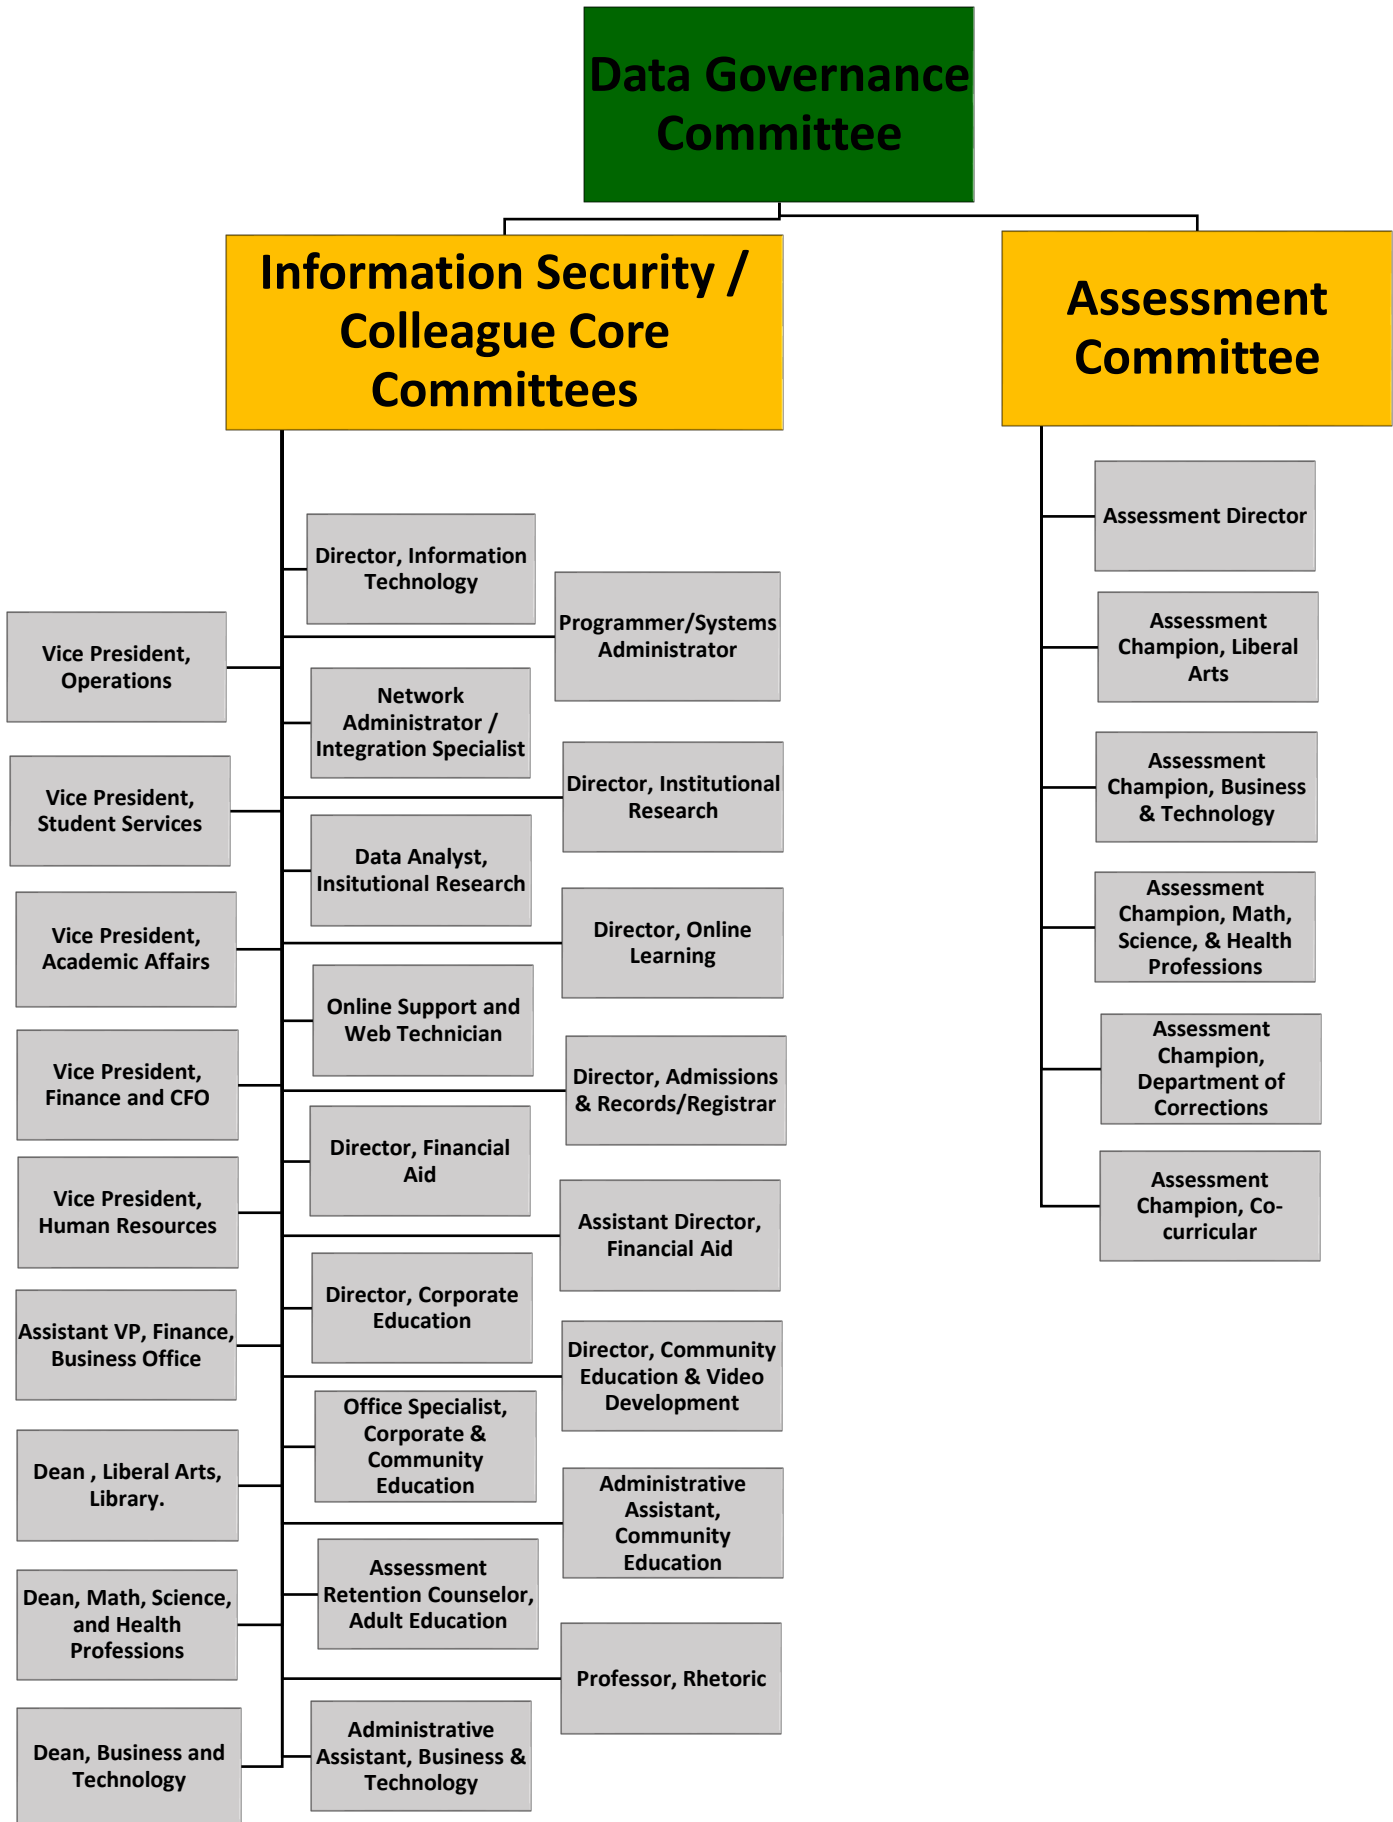 Data Governance
Committee
Information Security /
Colleague Core
Committees
Assessment
Committee
Vice President,
Operations
Vice President,
Student Services
Vice President,
Academic Affairs
Vice President,
Finance and CFO
Vice President,
Human Resources
Assistant VP, Finance,
Business Office
Dean , Liberal Arts,
Library.
Dean, Math, Science,
and Health
Professions
Dean, Business and
Technology
Director, Information
Technology
Network
Administrator /
Integration Specialist
Data Analyst,
Insitutional Research
Online Support and
Web Technician
Director, Financial
Aid
Director, Corporate
Education
Office Specialist,
Corporate &
Community
Education
Assessment
Retention Counselor,
Adult Education
Administrative
Assistant, Business &
Technology
Programmer/Systems
Administrator
Director, Institutional
Research
Director, Online
Learning
Director, Admissions
& Records/Registrar
Assistant Director,
Financial Aid
Director, Community
Education & Video
Development
Administrative
Assistant,
Community
Education
Professor, Rhetoric
Assessment Director
Assessment
Champion, Liberal
Arts
Assessment
Champion, Business
& Technology
Assessment
Champion, Math,
Science, & Health
Professions
Assessment
Champion,
Department of
Corrections
Assessment
Champion, Co-
curricular